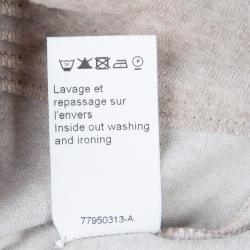 Lavage et
repassage sur
l'envers
Inside out washing
and ironing
77950313-A